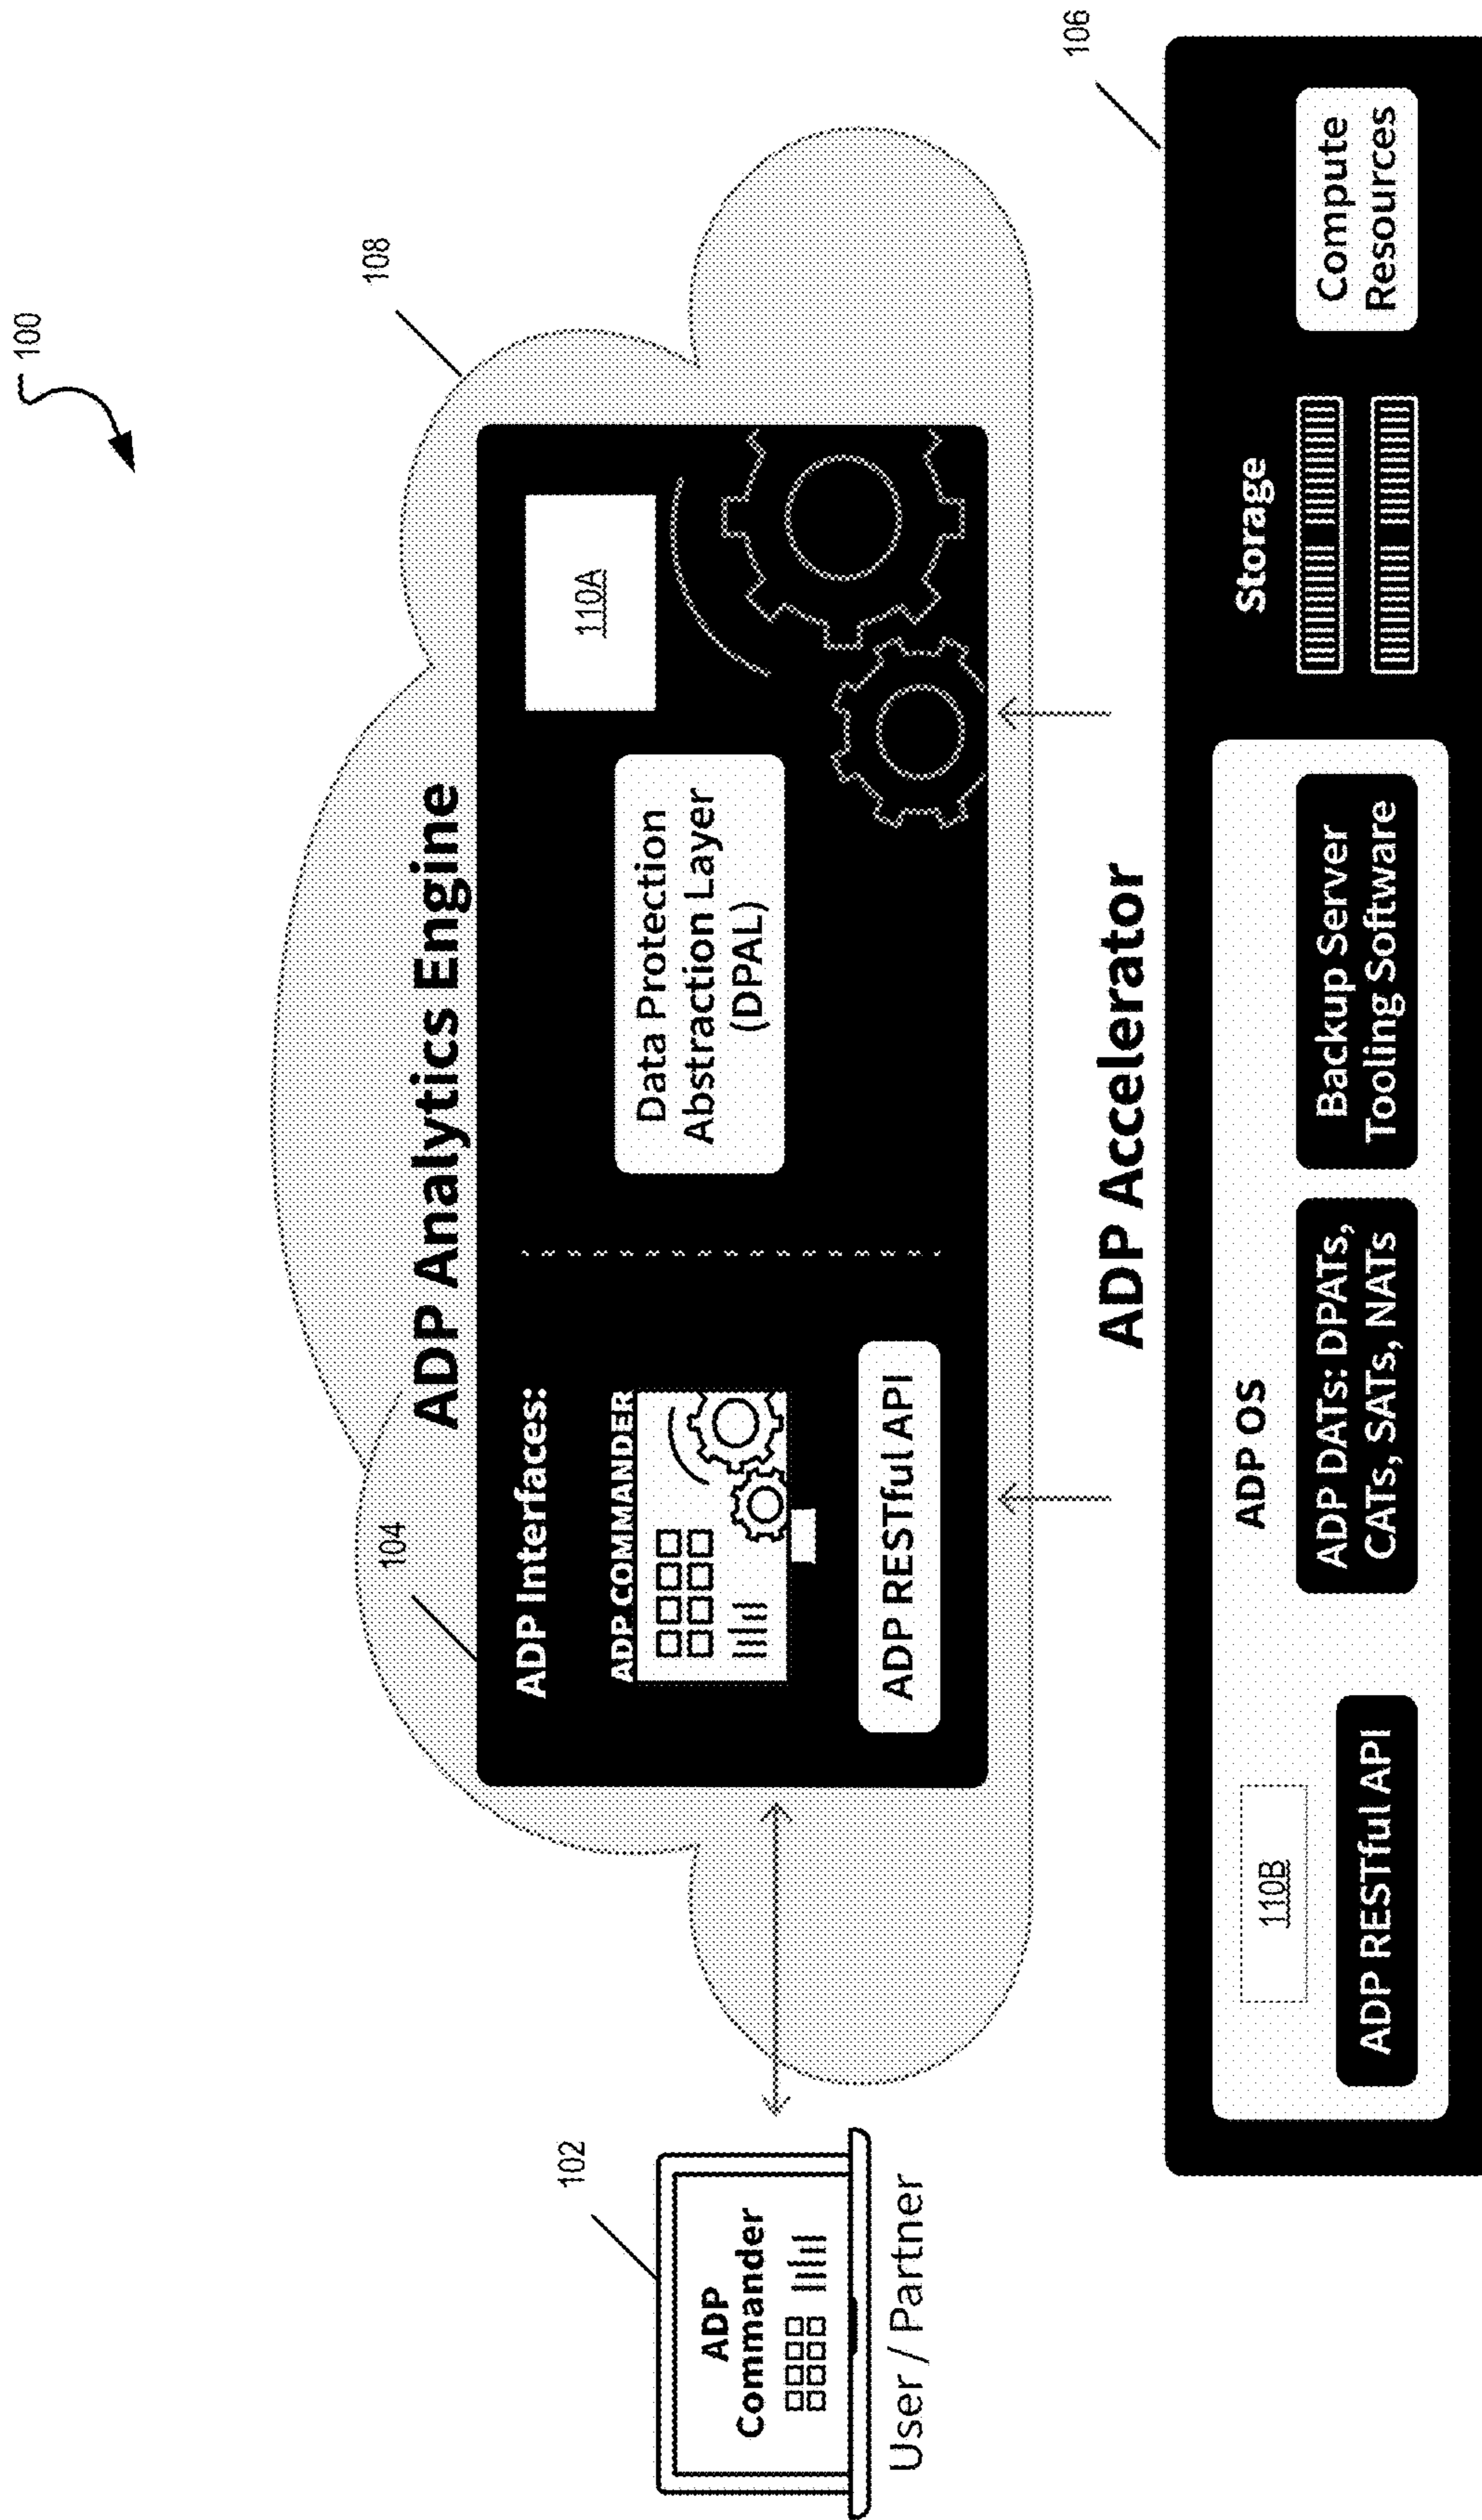 100
108
ADP Analytics Engine
104
ADP Interfaces:
ADP COMMANDER
ADP RESTful API
Data Protection
Abstraction Layer
(DPAL)
110A
102
ADP
Commander
User / Partner
ADP Accelerator
106
ADP OS
110B
ADP RESTful API
ADP DATs: DPATs,
CATs, SATs, NATs
Backup Server
Tooling Software
Storage
Compute
Resources